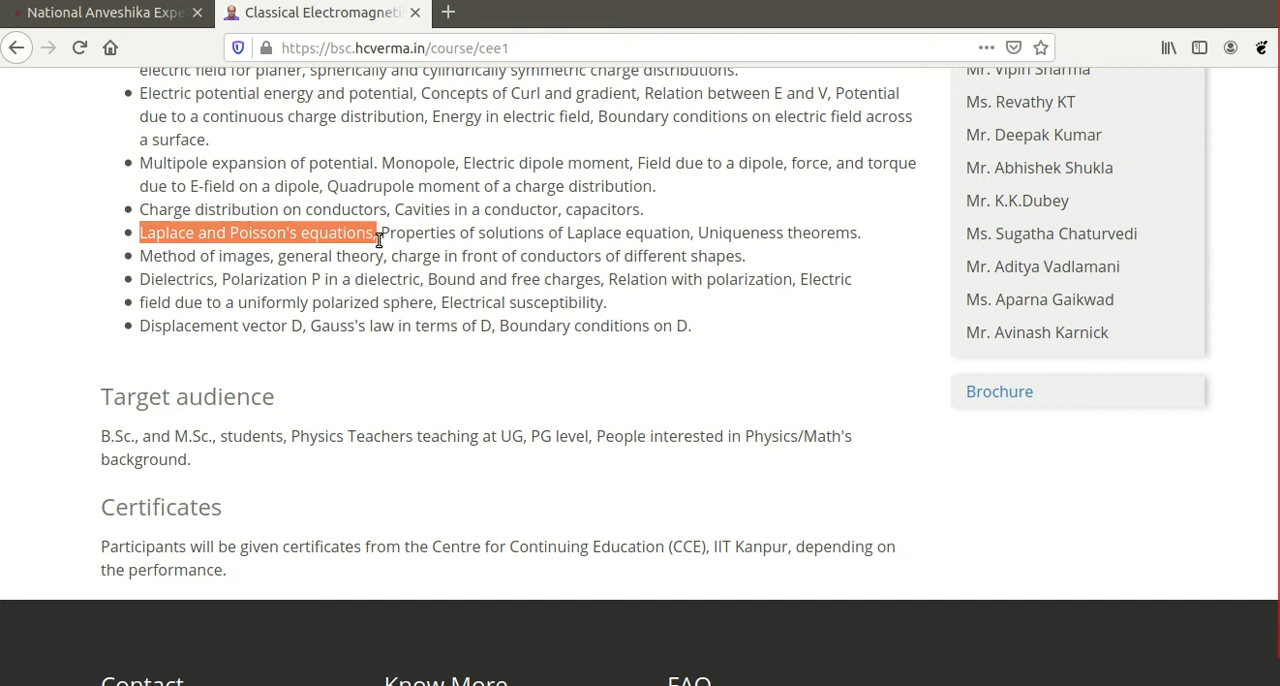 National Anveshika Expe
Classical Electromagneti
https://bsc.hcverma.in/course/cee1
electric field for planer, spherically and cylindrically symmetric charge distributions.
• Electric potential energy and potential, Concepts of Curl and gradient, Relation between E and V, Potential
due to a continuous charge distribution, Energy in electric field, Boundary conditions on electric field across
a surface.
• Multipole expansion of potential. Monopole, Electric dipole moment, Field due to a dipole, force, and torque
due to E-field on a dipole, Quadrupole moment of a charge distribution.
• Charge distribution on conductors, Cavities in a conductor, capacitors.
• Laplace and Poisson's equations, Properties of solutions of Laplace equation, Uniqueness theorems.
• Method of images, general theory, charge in front of conductors of different shapes.
• Dielectrics, Polarization P in a dielectric, Bound and free charges, Relation with polarization, Electric
• field due to a uniformly polarized sphere, Electrical susceptibility.
• Displacement vector D, Gauss's law in terms of D, Boundary conditions on D.
Target audience
B.Sc., and M.Sc., students, Physics Teachers teaching at UG, PG level, People interested in Physics/Math's
background.
Certificates
Participants will be given certificates from the Centre for Continuing Education (CCE), IIT Kanpur, depending on
the performance.
Mr. Vipin Sharma
Ms. Revathy KT
Mr. Deepak Kumar
Mr. Abhishek Shukla
Mr. K.K.Dubey
Ms. Sugatha Chaturvedi
Mr. Aditya Vadlamani
Ms. Aparna Gaikwad
Mr. Avinash Karnick
Brochure
Contact
Know More
FAQ